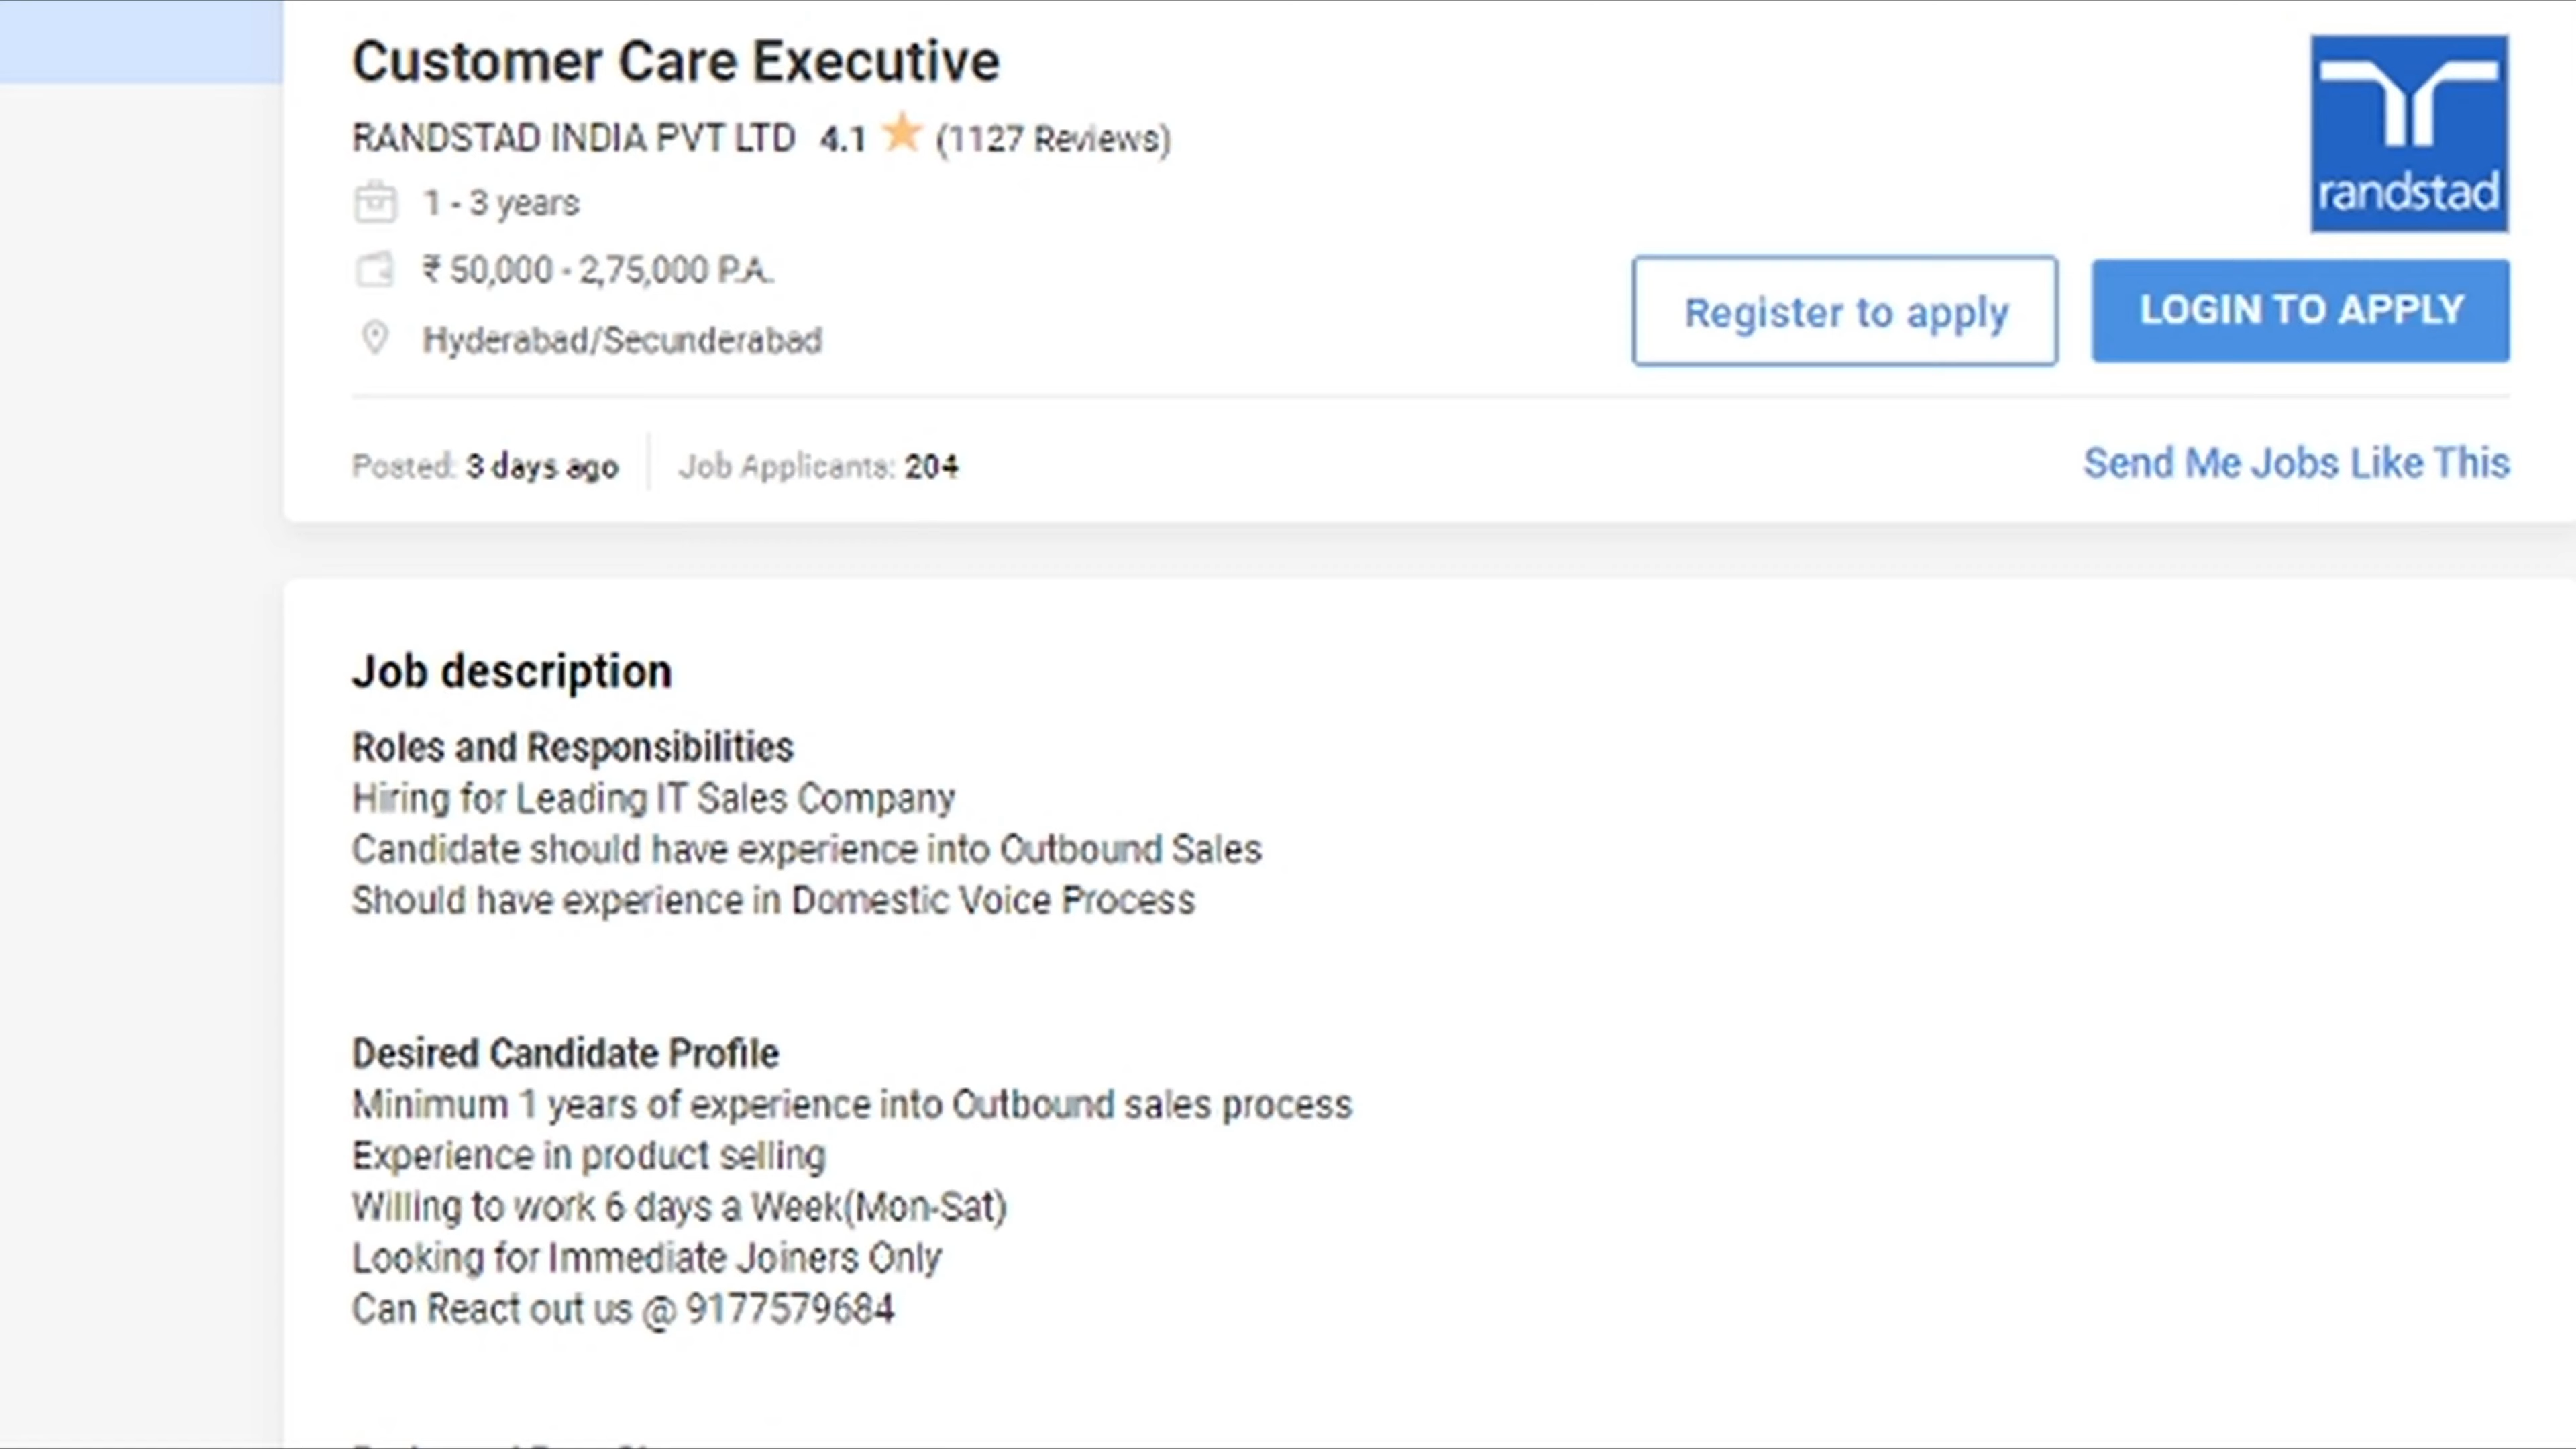 Customer Care Executive
RANDSTAD INDIA PVT LTD 4.1 (1127 Reviews)
randstad
1 - 3 years
₹ 50,000 - 2,75,000 P.A.
Hyderabad/Secunderabad
Register to apply
LOGIN TO APPLY
Posted: 3 days ago
Job Applicants: 204
Send Me Jobs Like This
Job description
Roles and Responsibilities
Hiring for Leading IT Sales Company
Candidate should have experience into Outbound Sales
Should have experience in Domestic Voice Process
Desired Candidate Profile
Minimum 1 years of experience into Outbound sales process
Experience in product selling
Willing to work 6 days a Week(Mon-Sat)
Looking for Immediate Joiners Only
Can React out us @ 9177579684